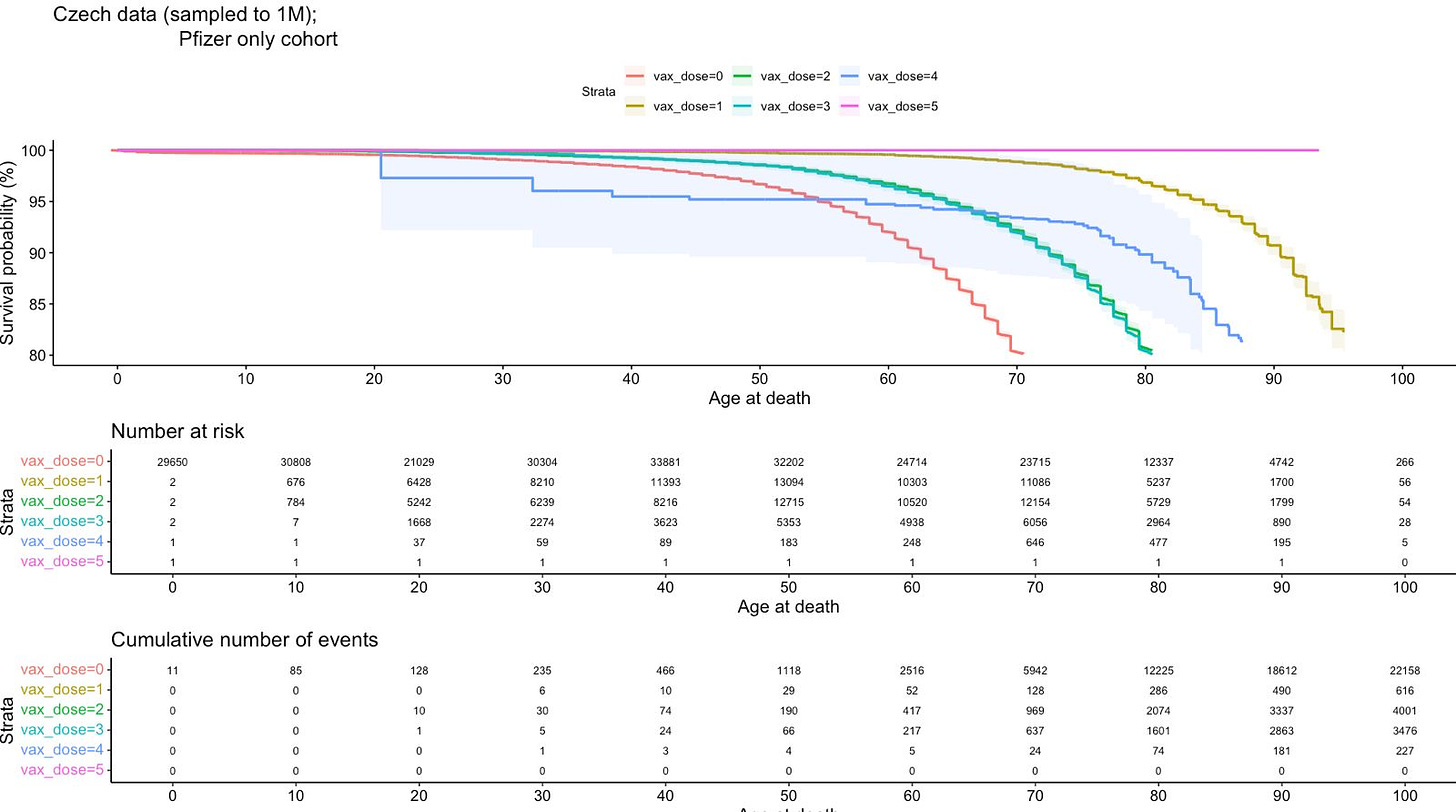 Czech data (sampled to 1M);
Pfizer only cohort
Strata
vax_dose=0 vax_dose=2 vax_dose=4
vax_dose=1 vax_dose=3 vax_dose=5
Survival probability (%)
100
95
90
85
80
0 10 20 30 40 50 60 70 80 90 100
Age at death
Number at risk
Strata
vax_dose=0 29650 30808 21029 30304 33881 32202 24714 23715 12337 4742 266
vax_dose=1 2 676 6428 8210 11393 13094 10303 11086 5237 1700 56
vax_dose=2 2 784 5242 6239 8216 12715 10520 12154 5729 1799 54
vax_dose=3 2 7 1668 2274 3623 5353 4938 6056 2964 890 28
vax_dose=4 1 1 37 59 89 183 248 646 477 195 5
vax_dose=5 1 1 1 1 1 1 1 1 1 1 0
0 10 20 30 40 50 60 70 80 90 100
Age at death
Cumulative number of events
Strata
vax_dose=0 11 85 128 235 466 1118 2516 5942 12225 18612 22158
vax_dose=1 0 0 0 6 10 29 52 128 286 490 616
vax_dose=2 0 0 10 30 74 190 417 969 2074 3337 4001
vax_dose=3 0 0 1 5 24 66 217 637 1601 2863 3476
vax_dose=4 0 0 0 1 3 4 5 24 74 181 227
vax_dose=5 0 0 0 0 0 0 0 0 0 0 0
0 10 20 30 40 50 60 70 80 90 100